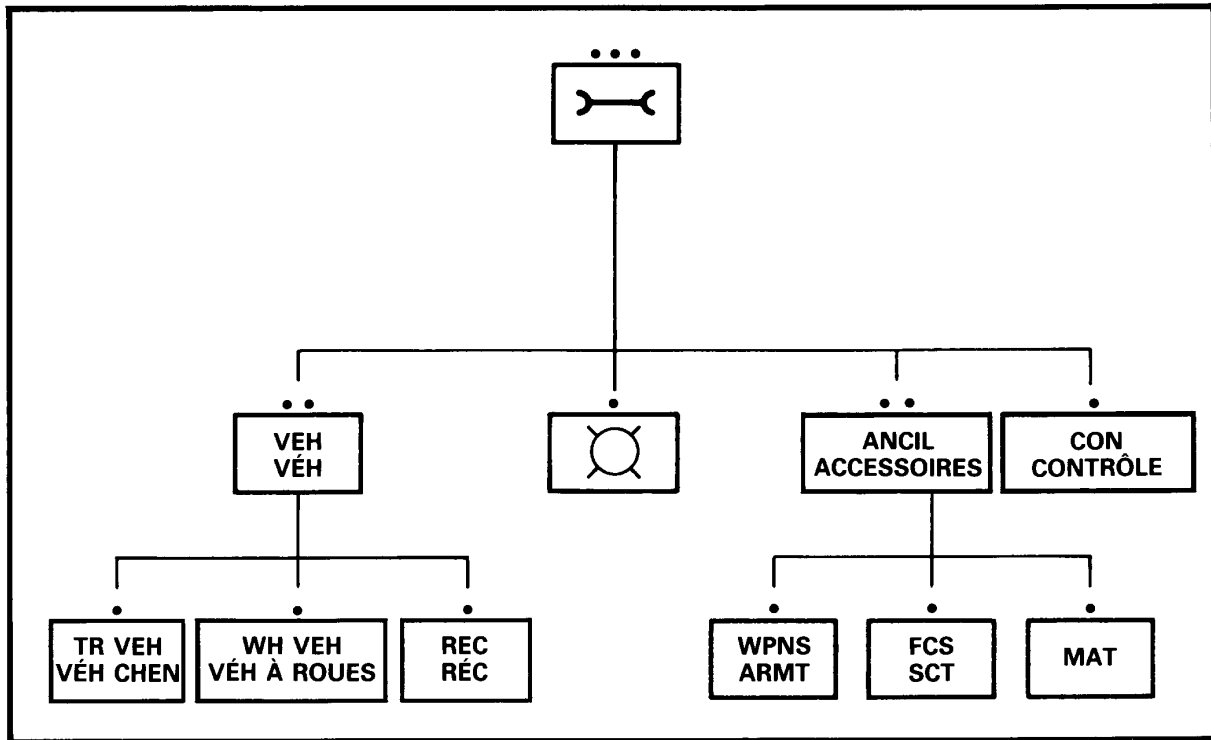 VEH
VÉH
ANCIL
ACCESSOIRES
CON
CONTRÔLE
TR VEH
VÉH CHEN
WH VEH
VÉH À ROUES
REC
RÉC
WPNS
ARMT
FCS
SCT
MAT